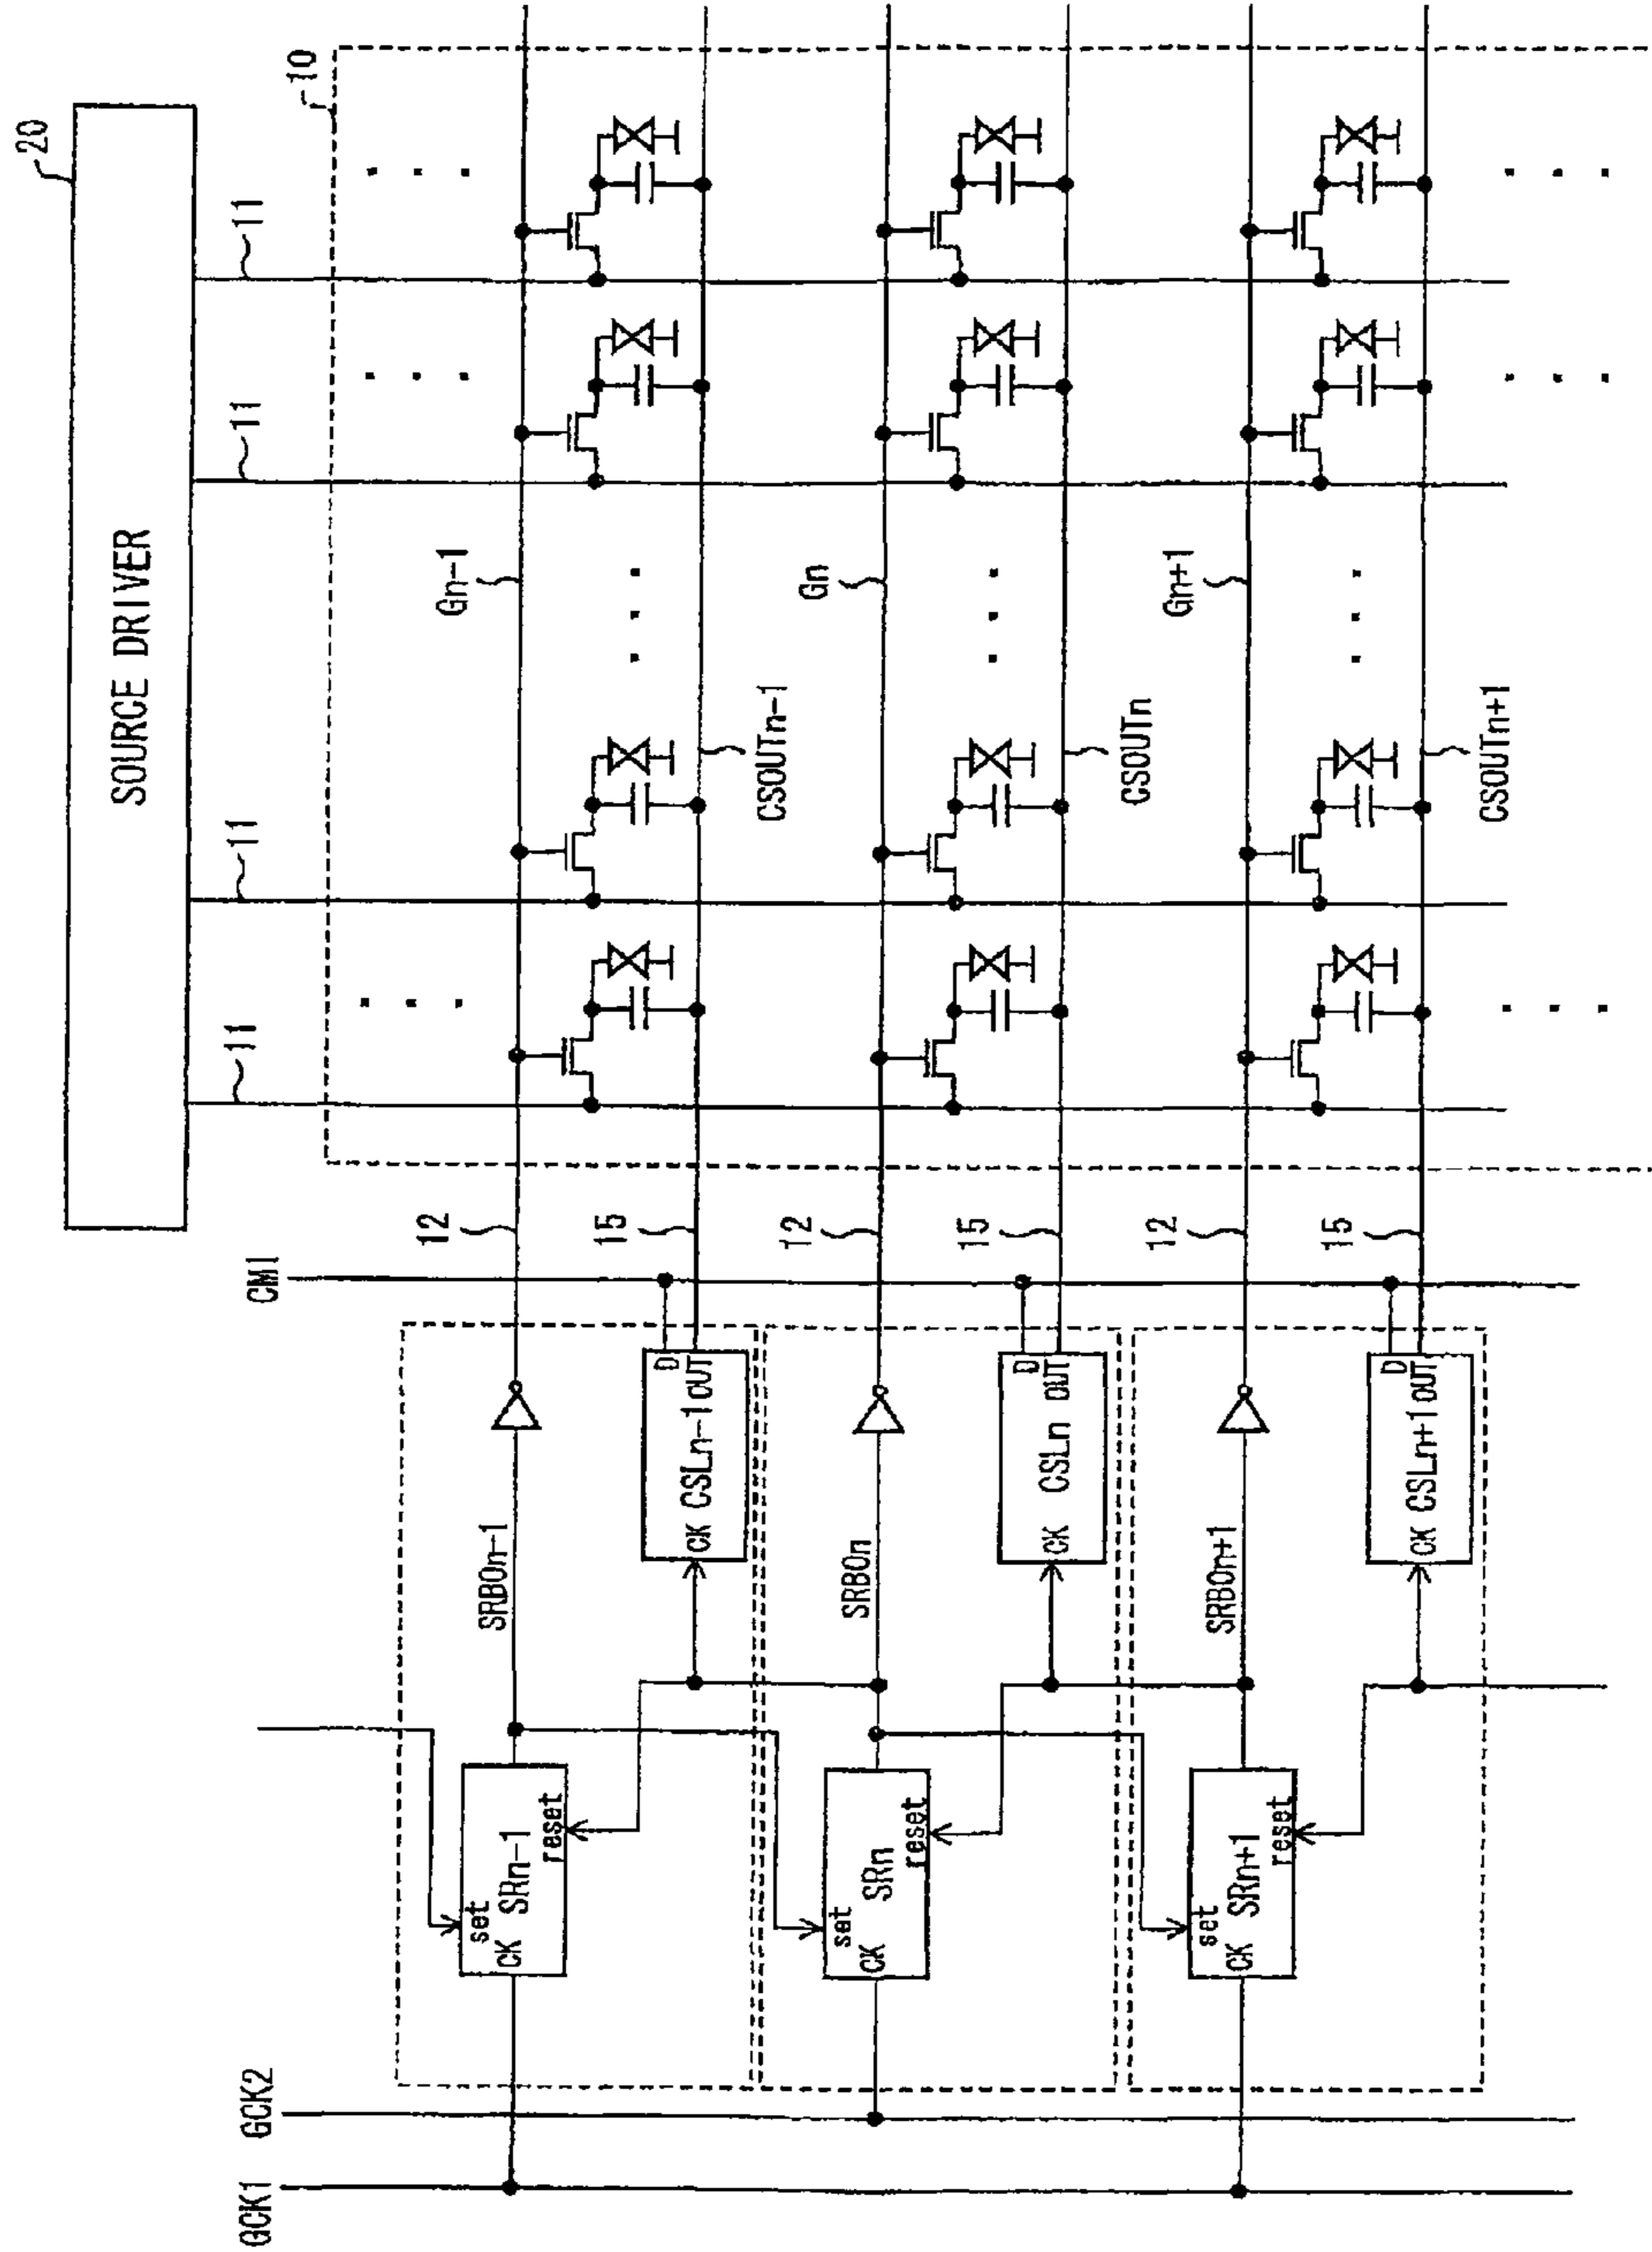 20
SOURCE DRIVER
10
11
11
11
11
GCK1
GCK2
CMI
12
Gn-1
set
CK
SRn-1
reset
SRBOn-1
15
CK
CSLn-1
D
OUT
CSOUTn-1
12
Gn
set
CK
SRn
reset
SRBOn
15
CK
CSLn
D
OUT
CSOUTn
12
Gn+1
set
CK
SRn+1
reset
SRBOn+1
15
CK
CSLn+1
D
OUT
CSOUTn+1